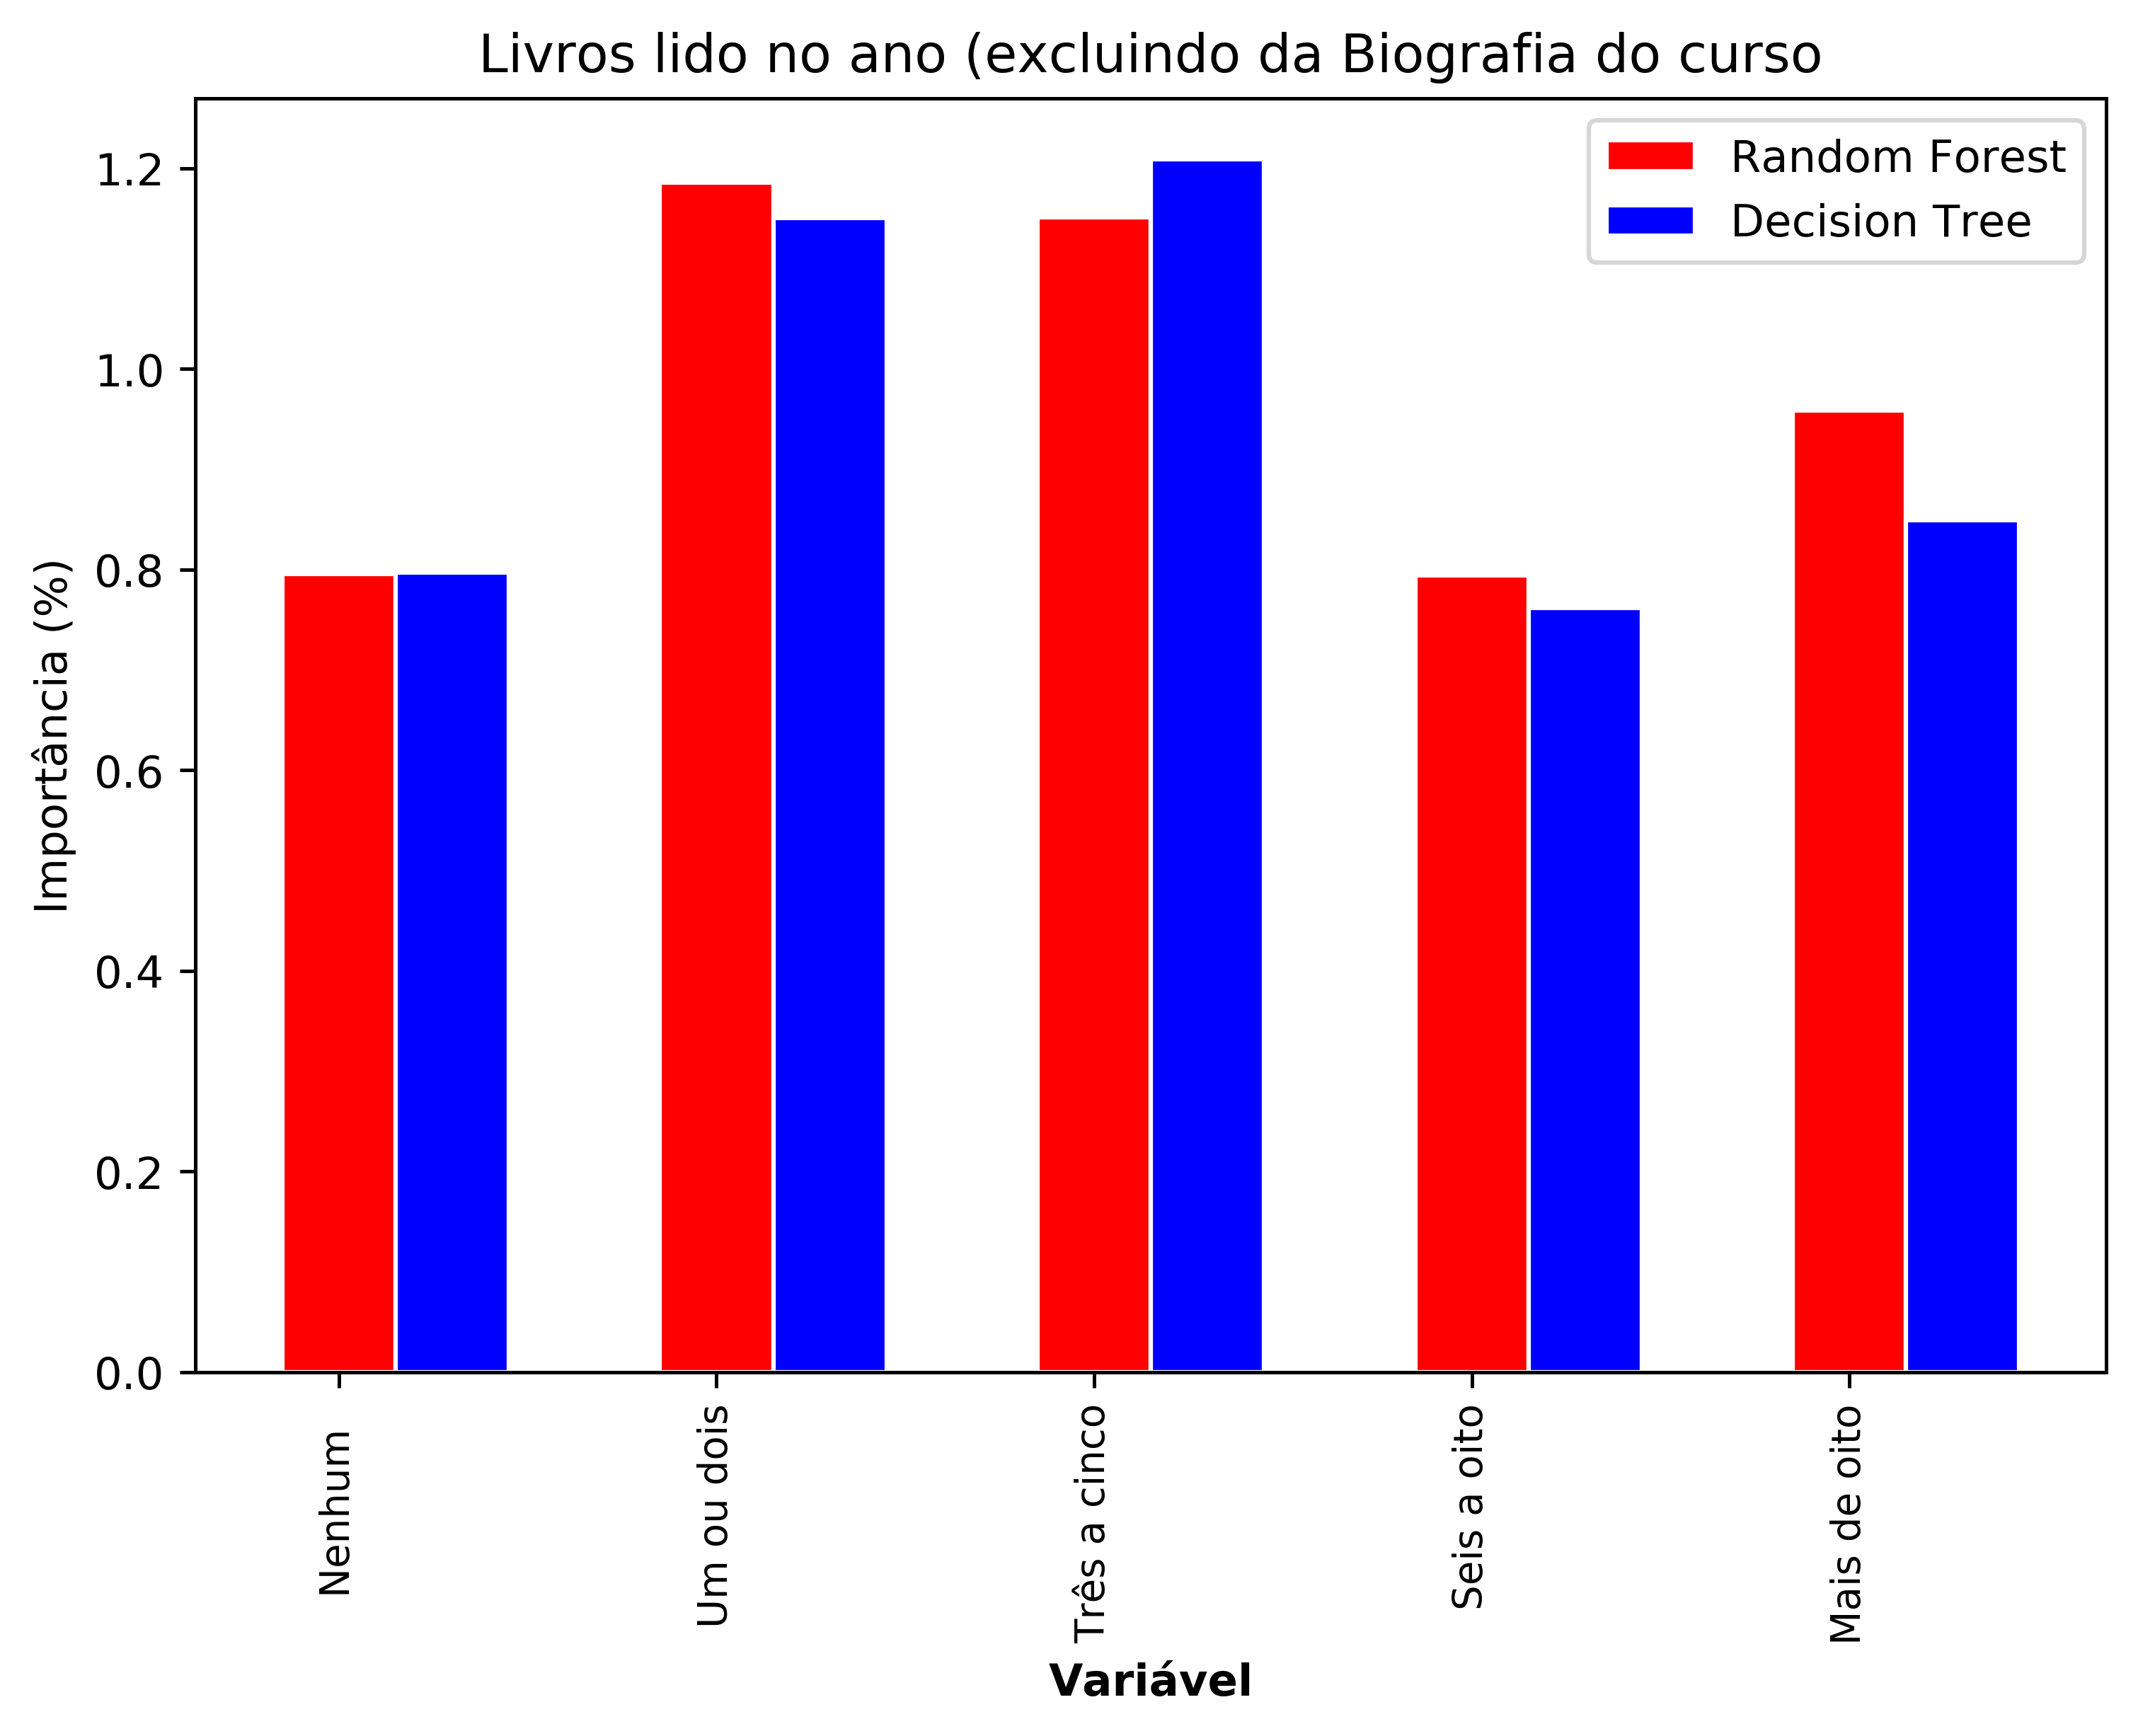 Livros lido no ano (excluindo da Biografia do curso
Random Forest
Decision Tree
Importância (%)
1.2
1.0
0.8
0.6
0.4
0.2
0.0
Nenhum
Um ou dois
Três a cinco
Seis a oito
Mais de oito
Variável